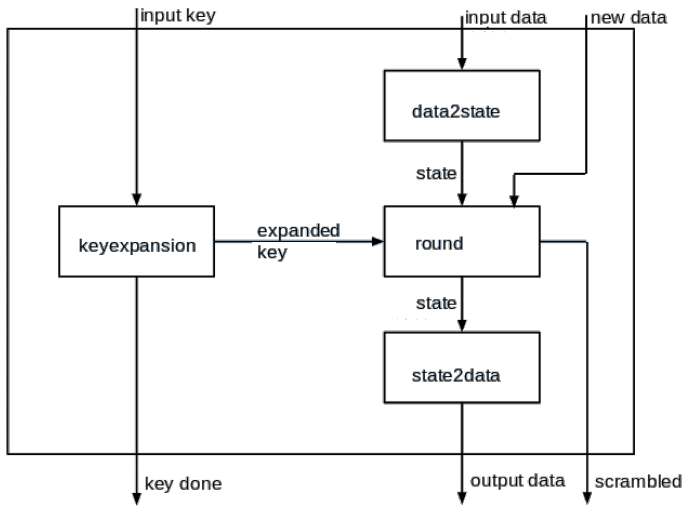 input key
input data
new data
data2state
state
keyexpansion
expanded
key
round
state
state2data
key done
output data
scrambled